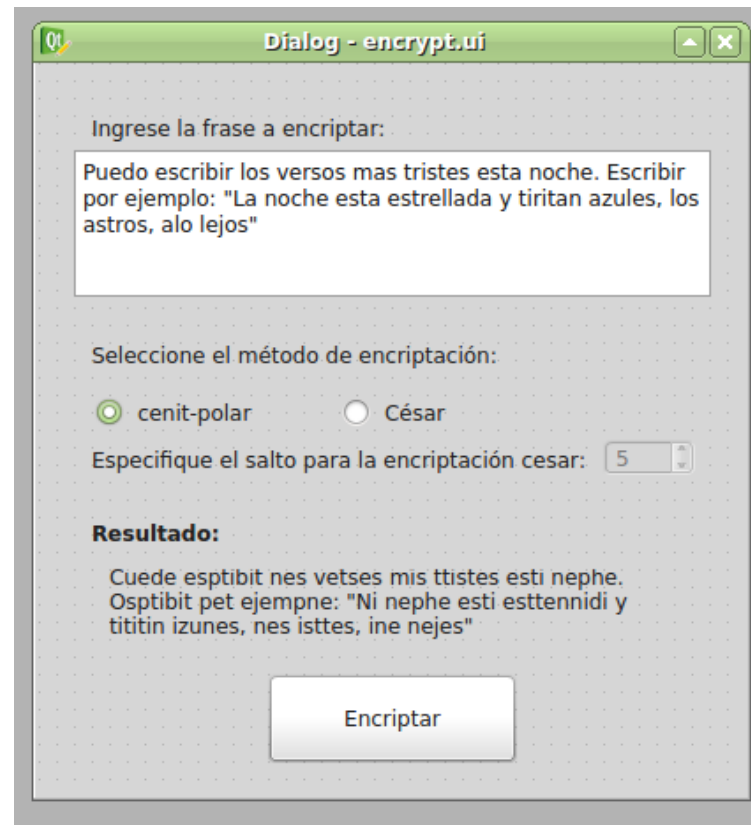 Dialog - encrypt.ui
Ingrese la frase a encriptar:
Puedo escribir los versos mas tristes esta noche. Escribir
por ejemplo: "La noche esta estrellada y tiritan azules, los
astros, alo lejos"
Seleccione el método de encriptación:
cenit-polar César
Especifique el salto para la encriptación cesar: 5
Resultado:
Cuede esptibit nes vetses mis ttistes esti nephe.
Osptibit pet ejempne: "Ni nephe esti esttennidi y
tititin izunes, nes isttes, ine nejes"
Encriptar